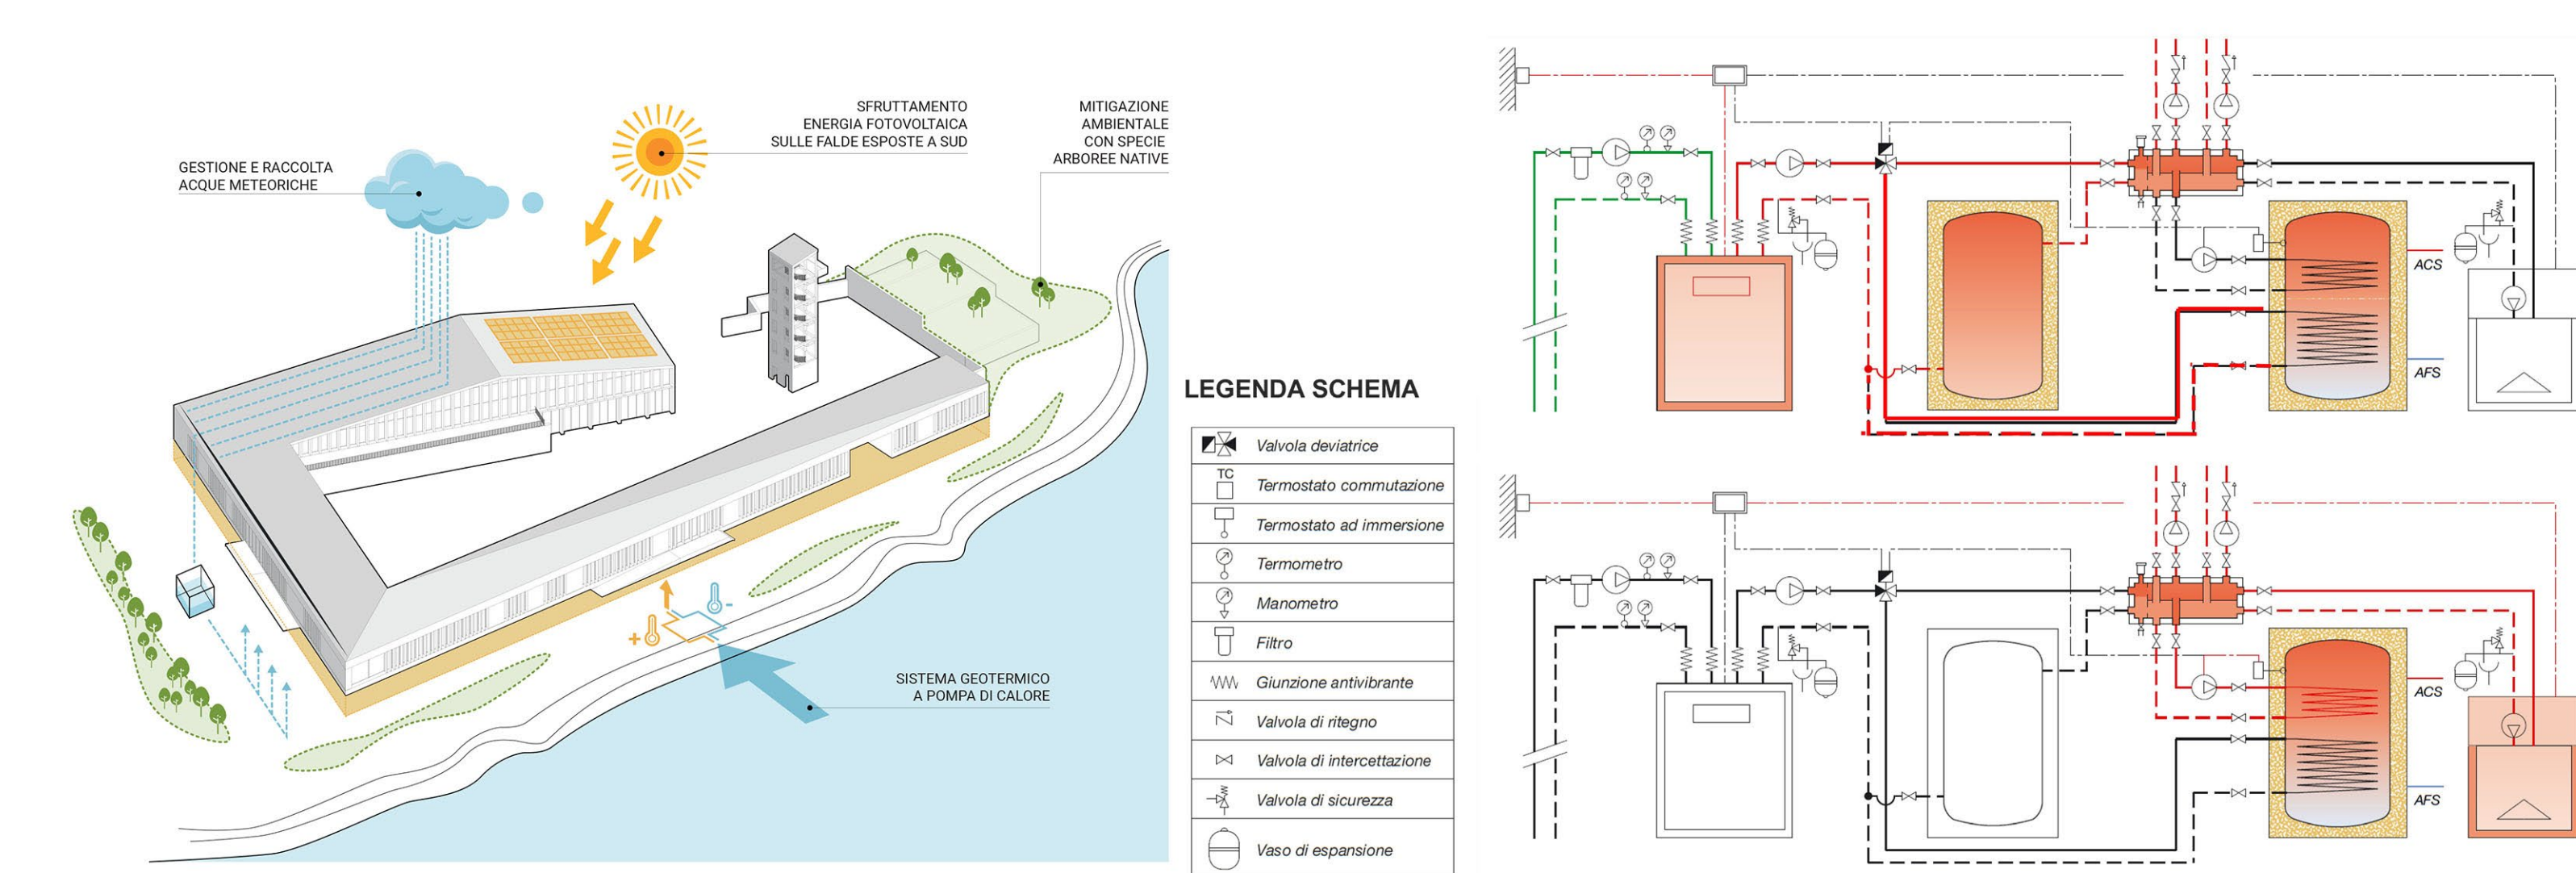 GESTIONE E RACCOLTA
ACQUE METEORICHE
SFRUTTAMENTO
ENERGIA FOTOVOLTAICA
SULLE FALDE ESPOSTE A SUD
MITIGAZIONE
AMBIENTALE
CON SPECIE
ARBOREE NATIVE
+
-
SISTEMA GEOTERMICO
A POMPA DI CALORE
LEGENDA SCHEMA
Valvola deviatrice
TC
Termostato commutazione
Termostato ad immersione
Termometro
Manometro
Filtro
Giunzione antivibrante
Valvola di ritegno
Valvola di intercettazione
Valvola di sicurezza
Vaso di espansione
ACS
AFS
ACS
AFS